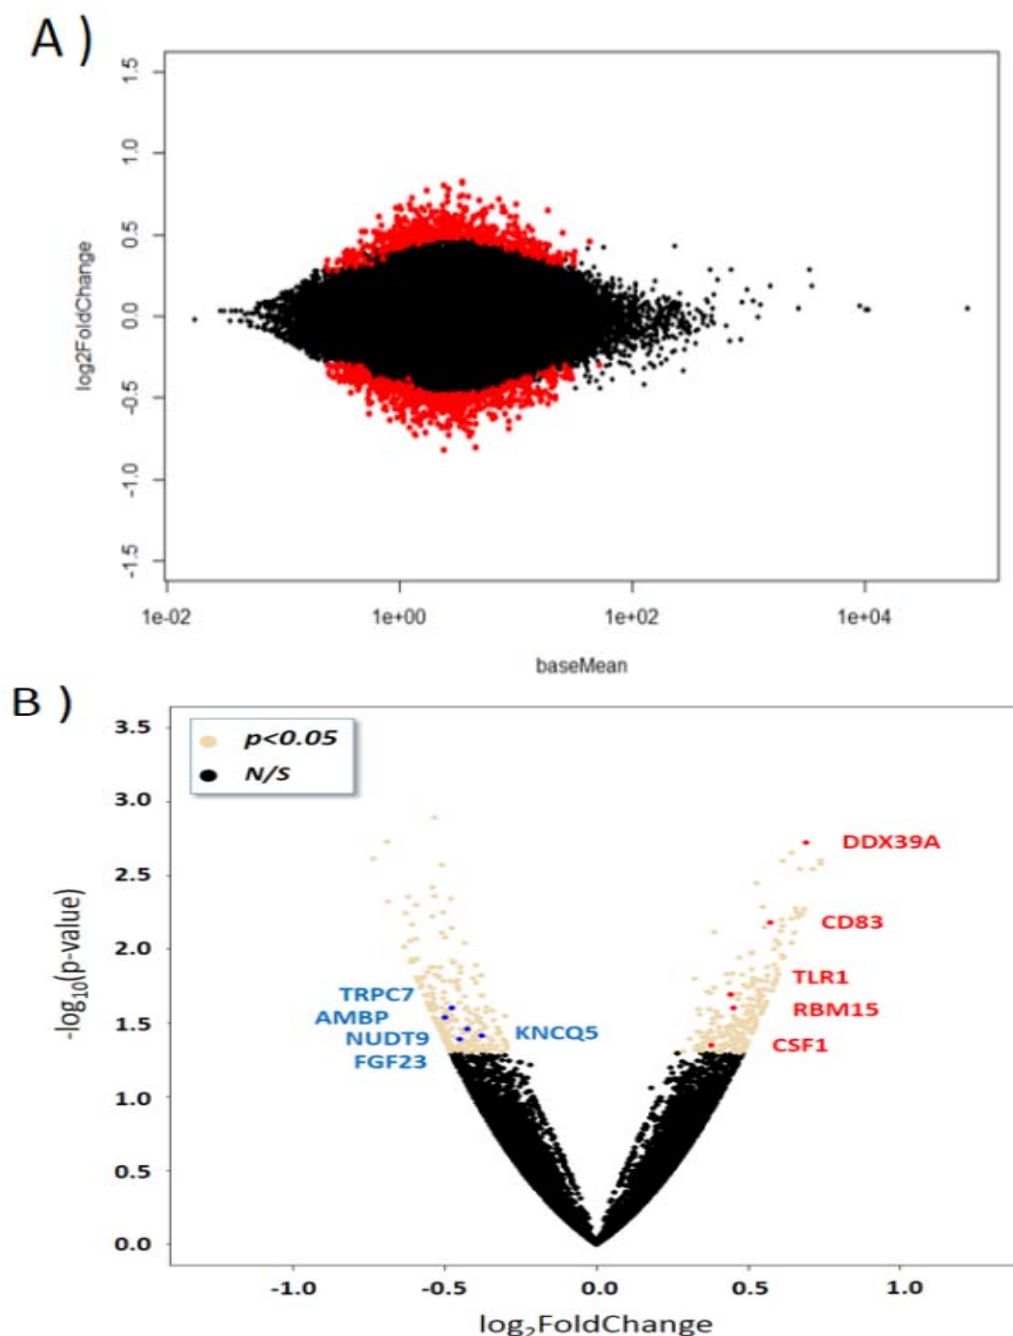 A )
1.5
1.0
0.5
0.0
-0.5
-1.0
-1.5
log2FoldChange
1e-02 1e+00 1e+02 1e+04
baseMean
B )
p<0.05
N/S
3.5
3.0
2.5
2.0
1.5
1.0
0.5
0.0
-log10(p-value)
DDX39A
CD83
TLR1
RBM15
CSF1
TRPC7
AMBP
NUDT9
FGF23
KNCQ5
-1.0 -0.5 0.0 0.5 1.0
log2FoldChange